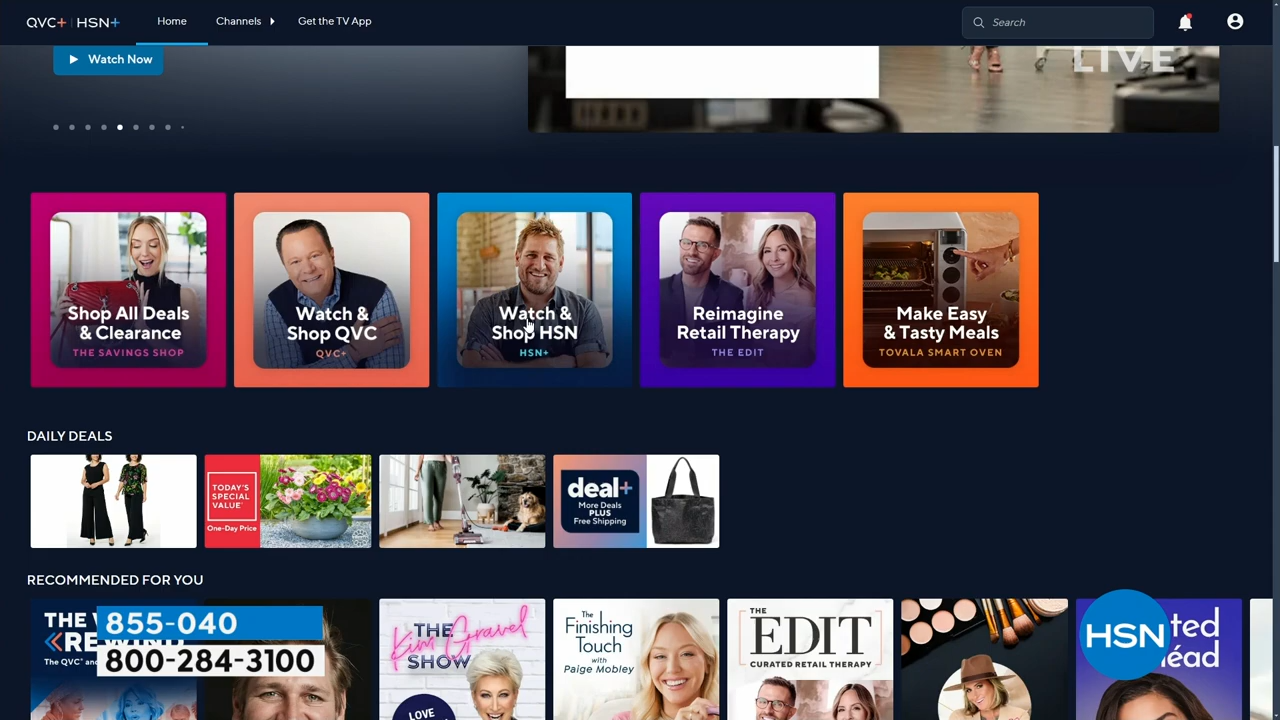 QVC+ | HSN+
Home
Channels
Get the TV App
Search
Watch Now
LIVE
Shop All Deals
& Clearance
THE SAVINGS SHOP
Watch &
Shop QVC
QVC+
Watch &
Shop HSN
HSN+
Reimagine
Retail Therapy
THE EDIT
Make Easy
& Tasty Meals
TOVALA SMART OVEN
DAILY DEALS
TODAY'S
SPECIAL
VALUE®
One-Day Price
deal+
More Deals
PLUS
Free Shipping
RECOMMENDED FOR YOU
THE
855-040
The QVC®
800-284-3100
THE
Kim Gravel
SHOW
LOVE
The
Finishing
Touch
with
Paige Mobley
THE
EDIT
CURATED RETAIL THERAPY
HSN